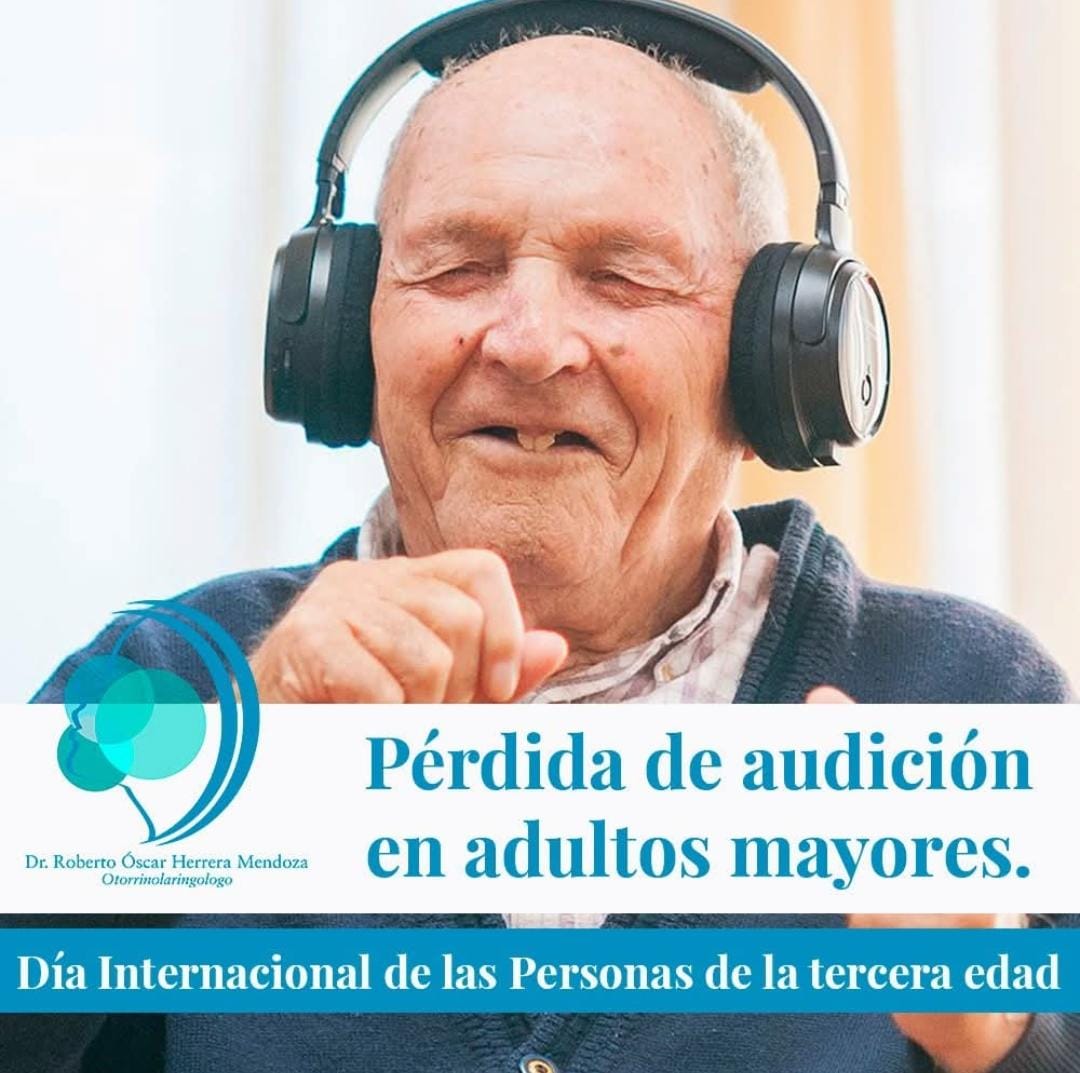 Pérdida de audición
en adultos mayores.
Dr. Roberto Óscar Herrera Mendoza
Otorrinolaringologo
Día Internacional de las Personas de la tercera edad